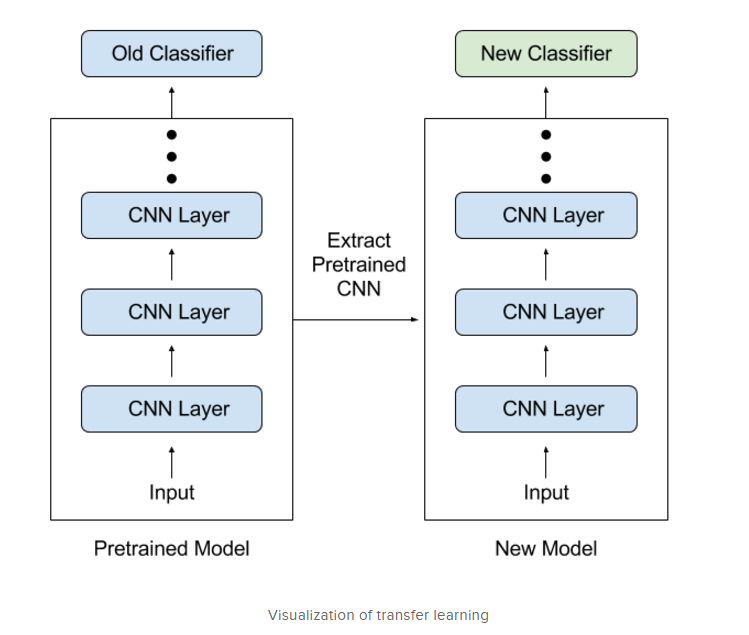 Old Classifier
CNN Layer
CNN Layer
CNN Layer
Input
Pretrained Model
Extract
Pretrained
CNN
New Classifier
CNN Layer
CNN Layer
CNN Layer
Input
New Model
Visualization of transfer learning